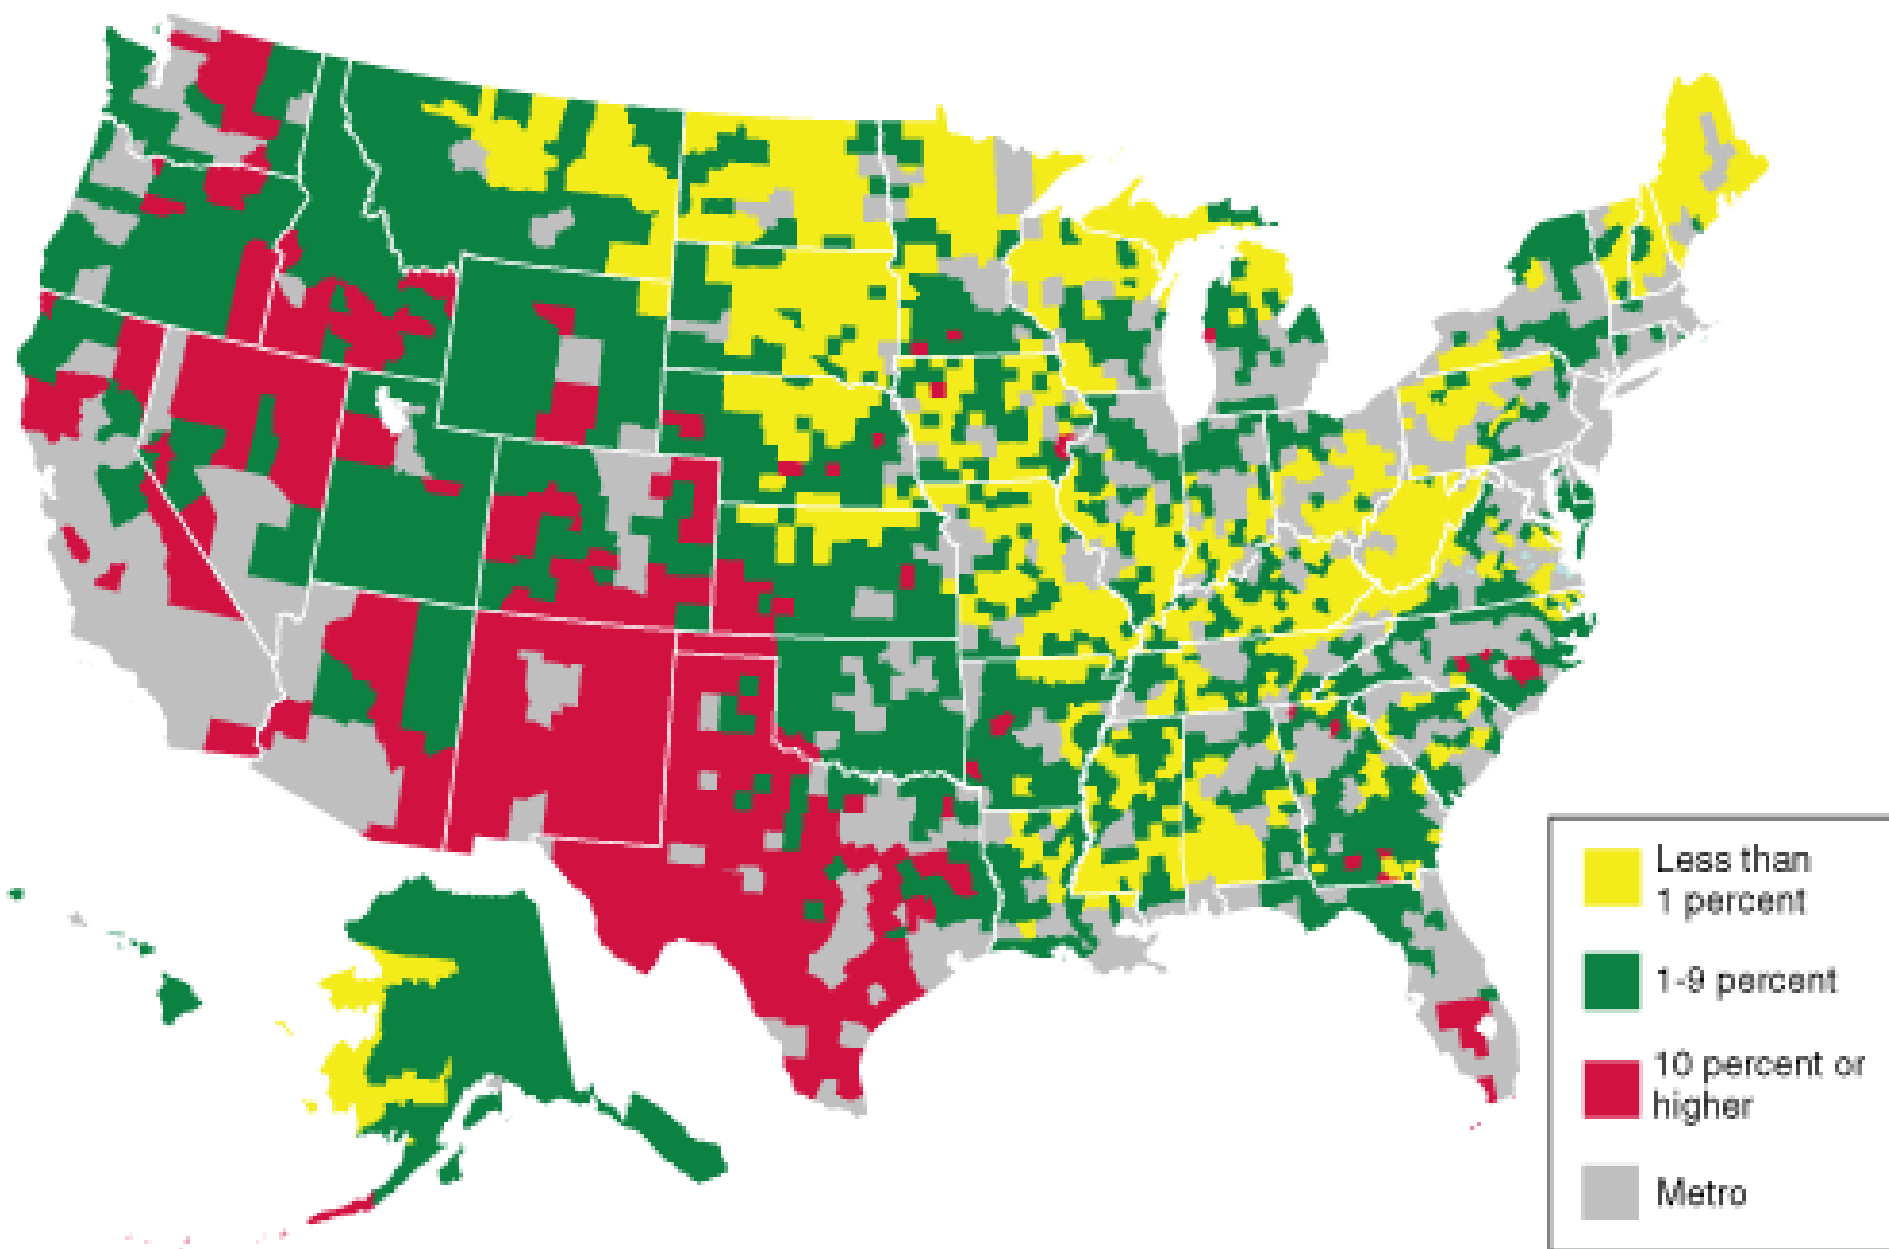 Less than
1 percent
1-9 percent
10 percent or
higher
Metro